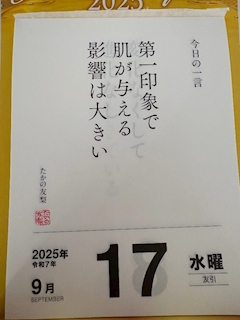 2025
今日の一言
第一印象で
肌が与える
影響は大きい
たかの友梨
2025年
令和7年
9月
SEPTEMBER
17
水曜
友引